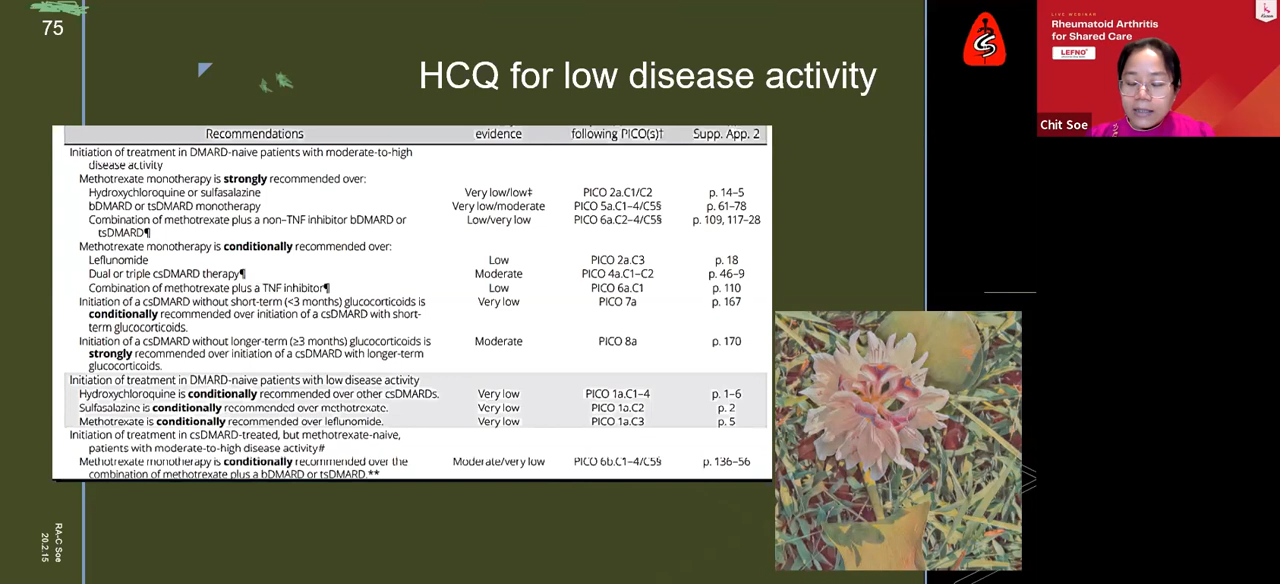 75
HCQ for low disease activity
Recommendations evidence following PICO(s)† Supp. App. 2
Initiation of treatment in DMARD-naive patients with moderate-to-high
disease activity
Methotrexate monotherapy is strongly recommended over:
Hydroxychloroquine or sulfasalazine Very low/low‡ PICO 2a.C1/C2 p. 14–5
bDMARD or tsDMARD monotherapy Very low/moderate PICO 5a.C1–4/C5§ p. 61–78
Combination of methotrexate plus a non–TNF inhibitor bDMARD or Low/very low PICO 6a.C2–4/C5§ p. 109, 117–28
tsDMARD¶
Methotrexate monotherapy is conditionally recommended over:
Leflunomide Low PICO 2a.C3 p. 18
Dual or triple csDMARD therapy¶ Moderate PICO 4a.C1–C2 p. 46–9
Combination of methotrexate plus a TNF inhibitor¶ Low PICO 6a.C1 p. 110
Initiation of a csDMARD without short-term (<3 months) glucocorticoids is Very low PICO 7a p. 167
conditionally recommended over initiation of a csDMARD with short-
term glucocorticoids.
Initiation of a csDMARD without longer-term (≥3 months) glucocorticoids is Moderate PICO 8a p. 170
strongly recommended over initiation of a csDMARD with longer-term
glucocorticoids.
Initiation of treatment in DMARD-naive patients with low disease activity
Hydroxychloroquine is conditionally recommended over other csDMARDs. Very low PICO 1a.C1–4 p. 1–6
Sulfasalazine is conditionally recommended over methotrexate. Very low PICO 1a.C2 p. 2
Methotrexate is conditionally recommended over leflunomide. Very low PICO 1a.C3 p. 5
Initiation of treatment in csDMARD-treated, but methotrexate-naive,
patients with moderate-to-high disease activity#
Methotrexate monotherapy is conditionally recommended over the Moderate/very low PICO 6b.C1–4/C5§ p. 136–56
combination of methotrexate plus a bDMARD or tsDMARD.**
RA-C Soe
20.2.15
LIVE WEBINAR
Rheumatoid Arthritis
for Shared Care
LEFNO
Chit Soe